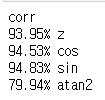 corr
93.95% z
94.53% cos
94.83% sin
79.94% atan2